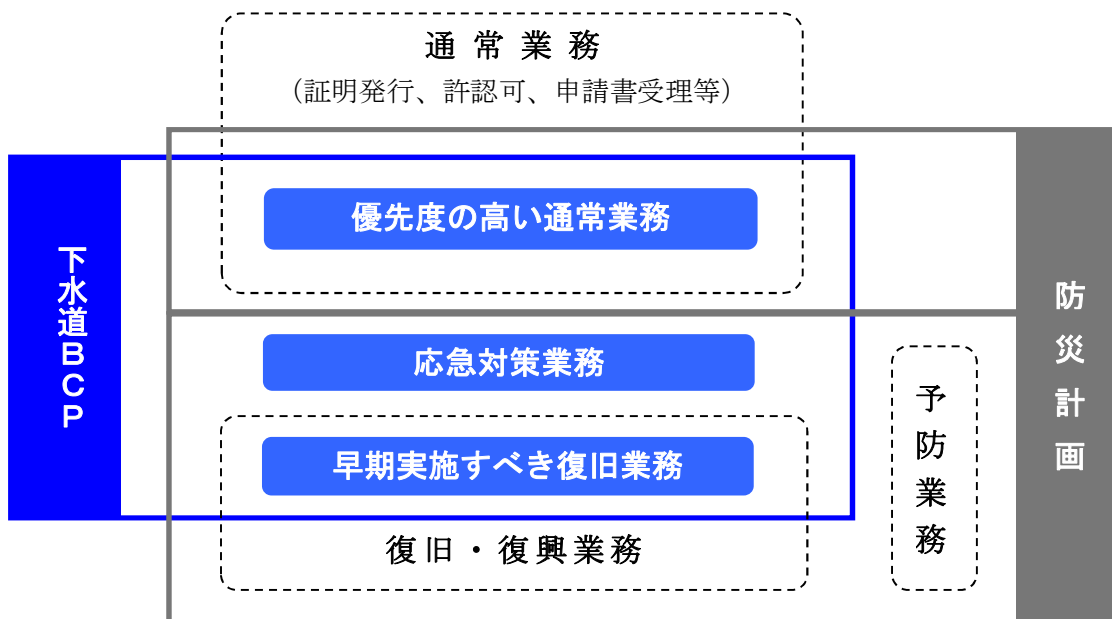 通常業務
（証明発行、許認可、申請書受理等）
優先度の高い通常業務
下水道ＢＣＰ
応急対策業務
早期実施すべき復旧業務
復旧・復興業務
予防業務
防災計画